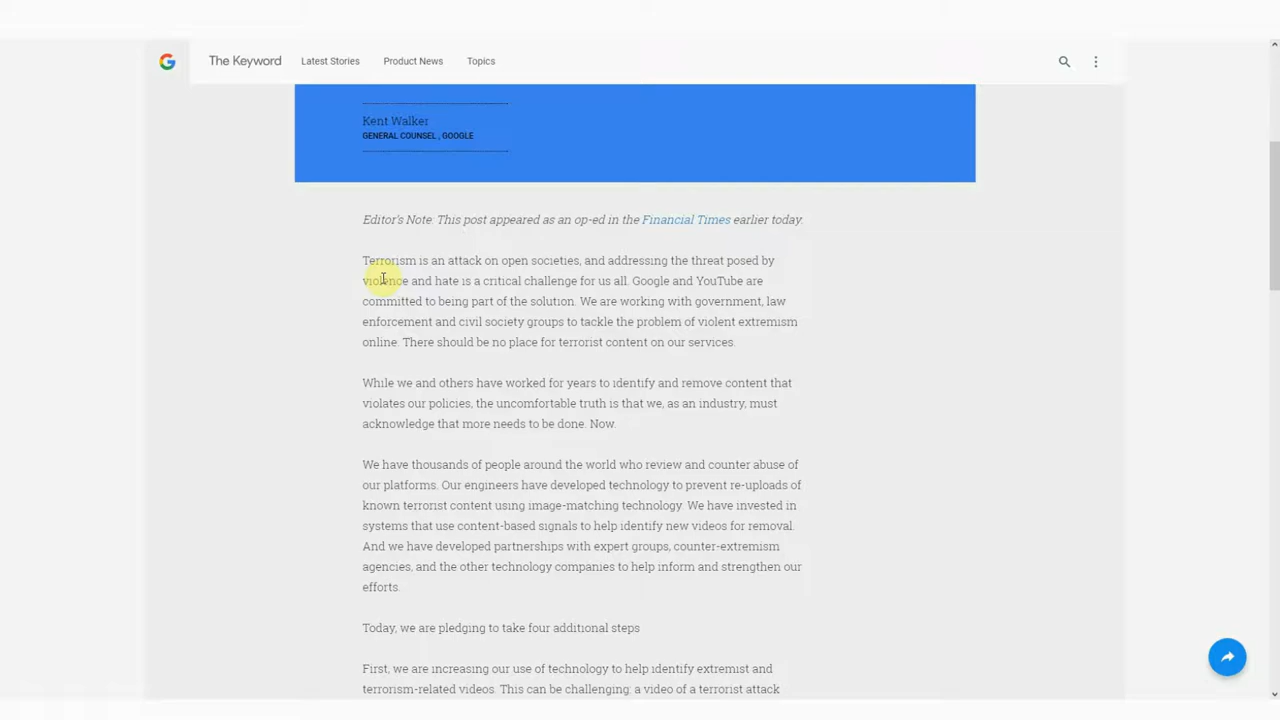 The Keyword Latest Stories Product News Topics
Kent Walker
GENERAL COUNSEL , GOOGLE
Editor's Note: This post appeared as an op-ed in the Financial Times earlier today.
Terrorism is an attack on open societies, and addressing the threat posed by
violence and hate is a critical challenge for us all. Google and YouTube are
committed to being part of the solution. We are working with government, law
enforcement and civil society groups to tackle the problem of violent extremism
online. There should be no place for terrorist content on our services.
While we and others have worked for years to identify and remove content that
violates our policies, the uncomfortable truth is that we, as an industry, must
acknowledge that more needs to be done. Now.
We have thousands of people around the world who review and counter abuse of
our platforms. Our engineers have developed technology to prevent re-uploads of
known terrorist content using image-matching technology. We have invested in
systems that use content-based signals to help identify new videos for removal.
And we have developed partnerships with expert groups, counter-extremism
agencies, and the other technology companies to help inform and strengthen our
efforts.
Today, we are pledging to take four additional steps
First, we are increasing our use of technology to help identify extremist and
terrorism-related videos. This can be challenging: a video of a terrorist attack